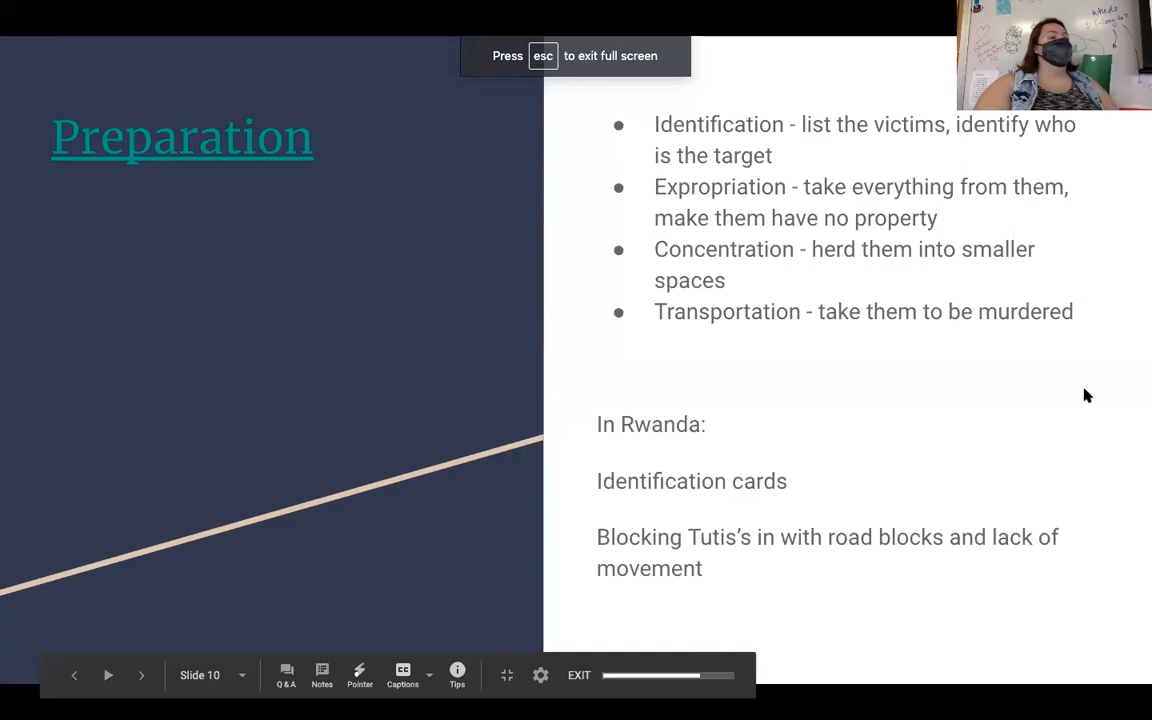 Press esc to exit full screen
who do
Preparation
● Identification - list the victims, identify who
is the target
● Expropriation - take everything from them,
make them have no property
● Concentration - herd them into smaller
spaces
● Transportation - take them to be murdered
In Rwanda:
Identification cards
Blocking Tutis's in with road blocks and lack of
movement
Slide 10
Q & A
Notes
Pointer
CC
Captions
Tips
EXIT